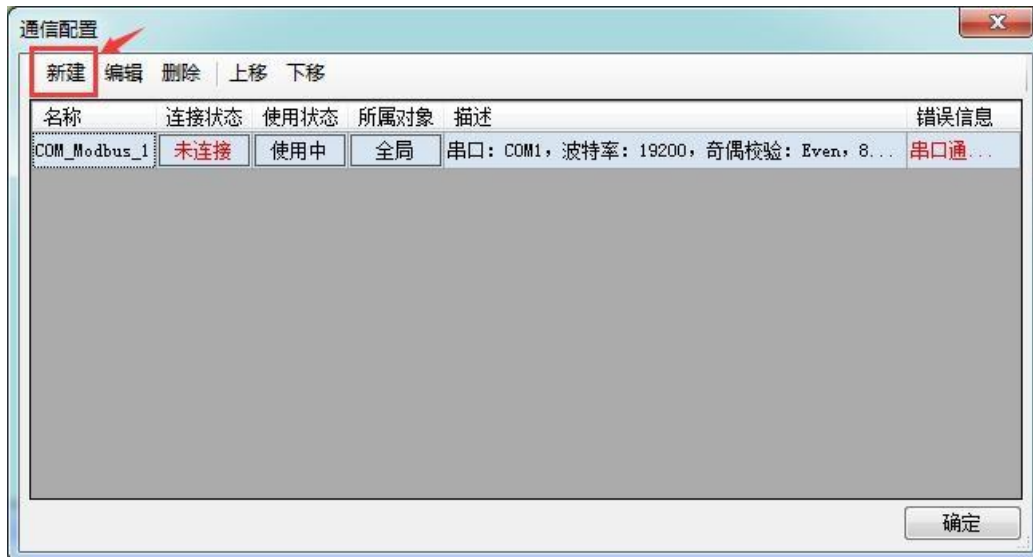 通信配置
新建 编辑 删除 上移 下移
名称 连接状态 使用状态 所属对象 描述 错误信息
COM_Modbus_1 未连接 使用中 全局 串口: COM1, 波特率: 19200, 奇偶校验: Even, 8... 串口通...
确定